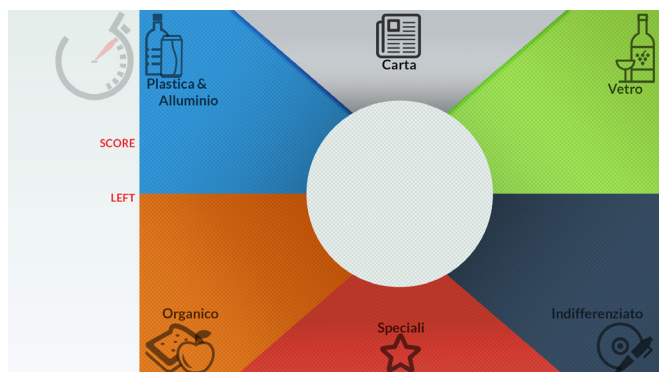 Carta
Plastica &
Alluminio
Vetro
SCORE
LEFT
Organico
Speciali
Indifferenziato